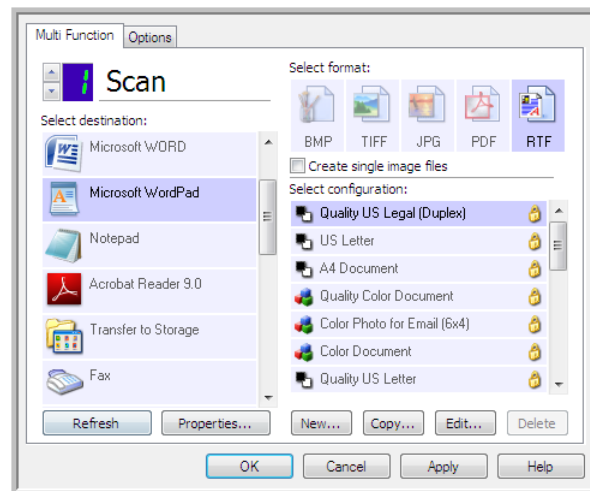 Multi Function
Options
1
Scan
Select destination:
Microsoft WORD
Microsoft WordPad
Notepad
Acrobat Reader 9.0
Transfer to Storage
Fax
Refresh
Properties...
Select format:
BMP
TIFF
JPG
PDF
RTF
Create single image files
Select configuration:
Quality US Legal (Duplex)
US Letter
A4 Document
Quality Color Document
Color Photo for Email (6x4)
Color Document
Quality US Letter
New...
Copy...
Edit...
Delete
OK
Cancel
Apply
Help